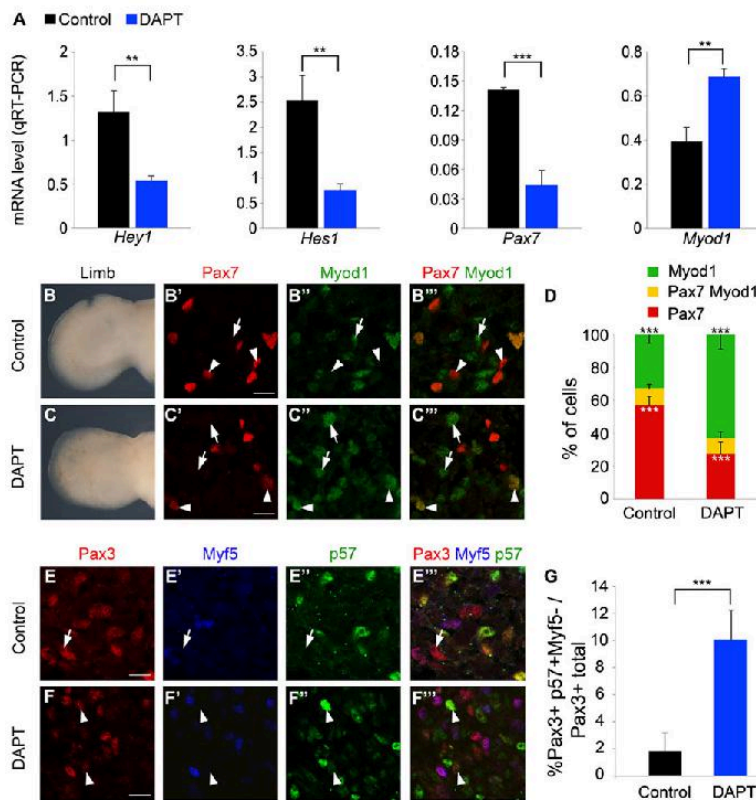 A
Control DAPT
mRNA level (qRT-PCR)
2
1.5
1
0.5
0
**
Hey1
3.5
3
2.5
2
1.5
1
0.5
0
**
Hes1
0.18
0.15
0.12
0.09
0.06
0.03
0
***
Pax7
0.8
0.6
0.4
0.2
0
**
Myod1
Limb Pax7 Myod1 Pax7 Myod1
Control
B B' B'' B'''
DAPT
C C' C'' C'''
D
Myod1
Pax7 Myod1
Pax7
% of cells
100
80
60
40
20
0
*** ***
*** ***
Control DAPT
Pax3 Myf5 p57 Pax3 Myf5 p57
Control
E E' E'' E'''
DAPT
F F' F'' F'''
G
%Pax3+ p57+Myf5- /
Pax3+ total
14
12
10
8
6
4
2
0
***
Control DAPT